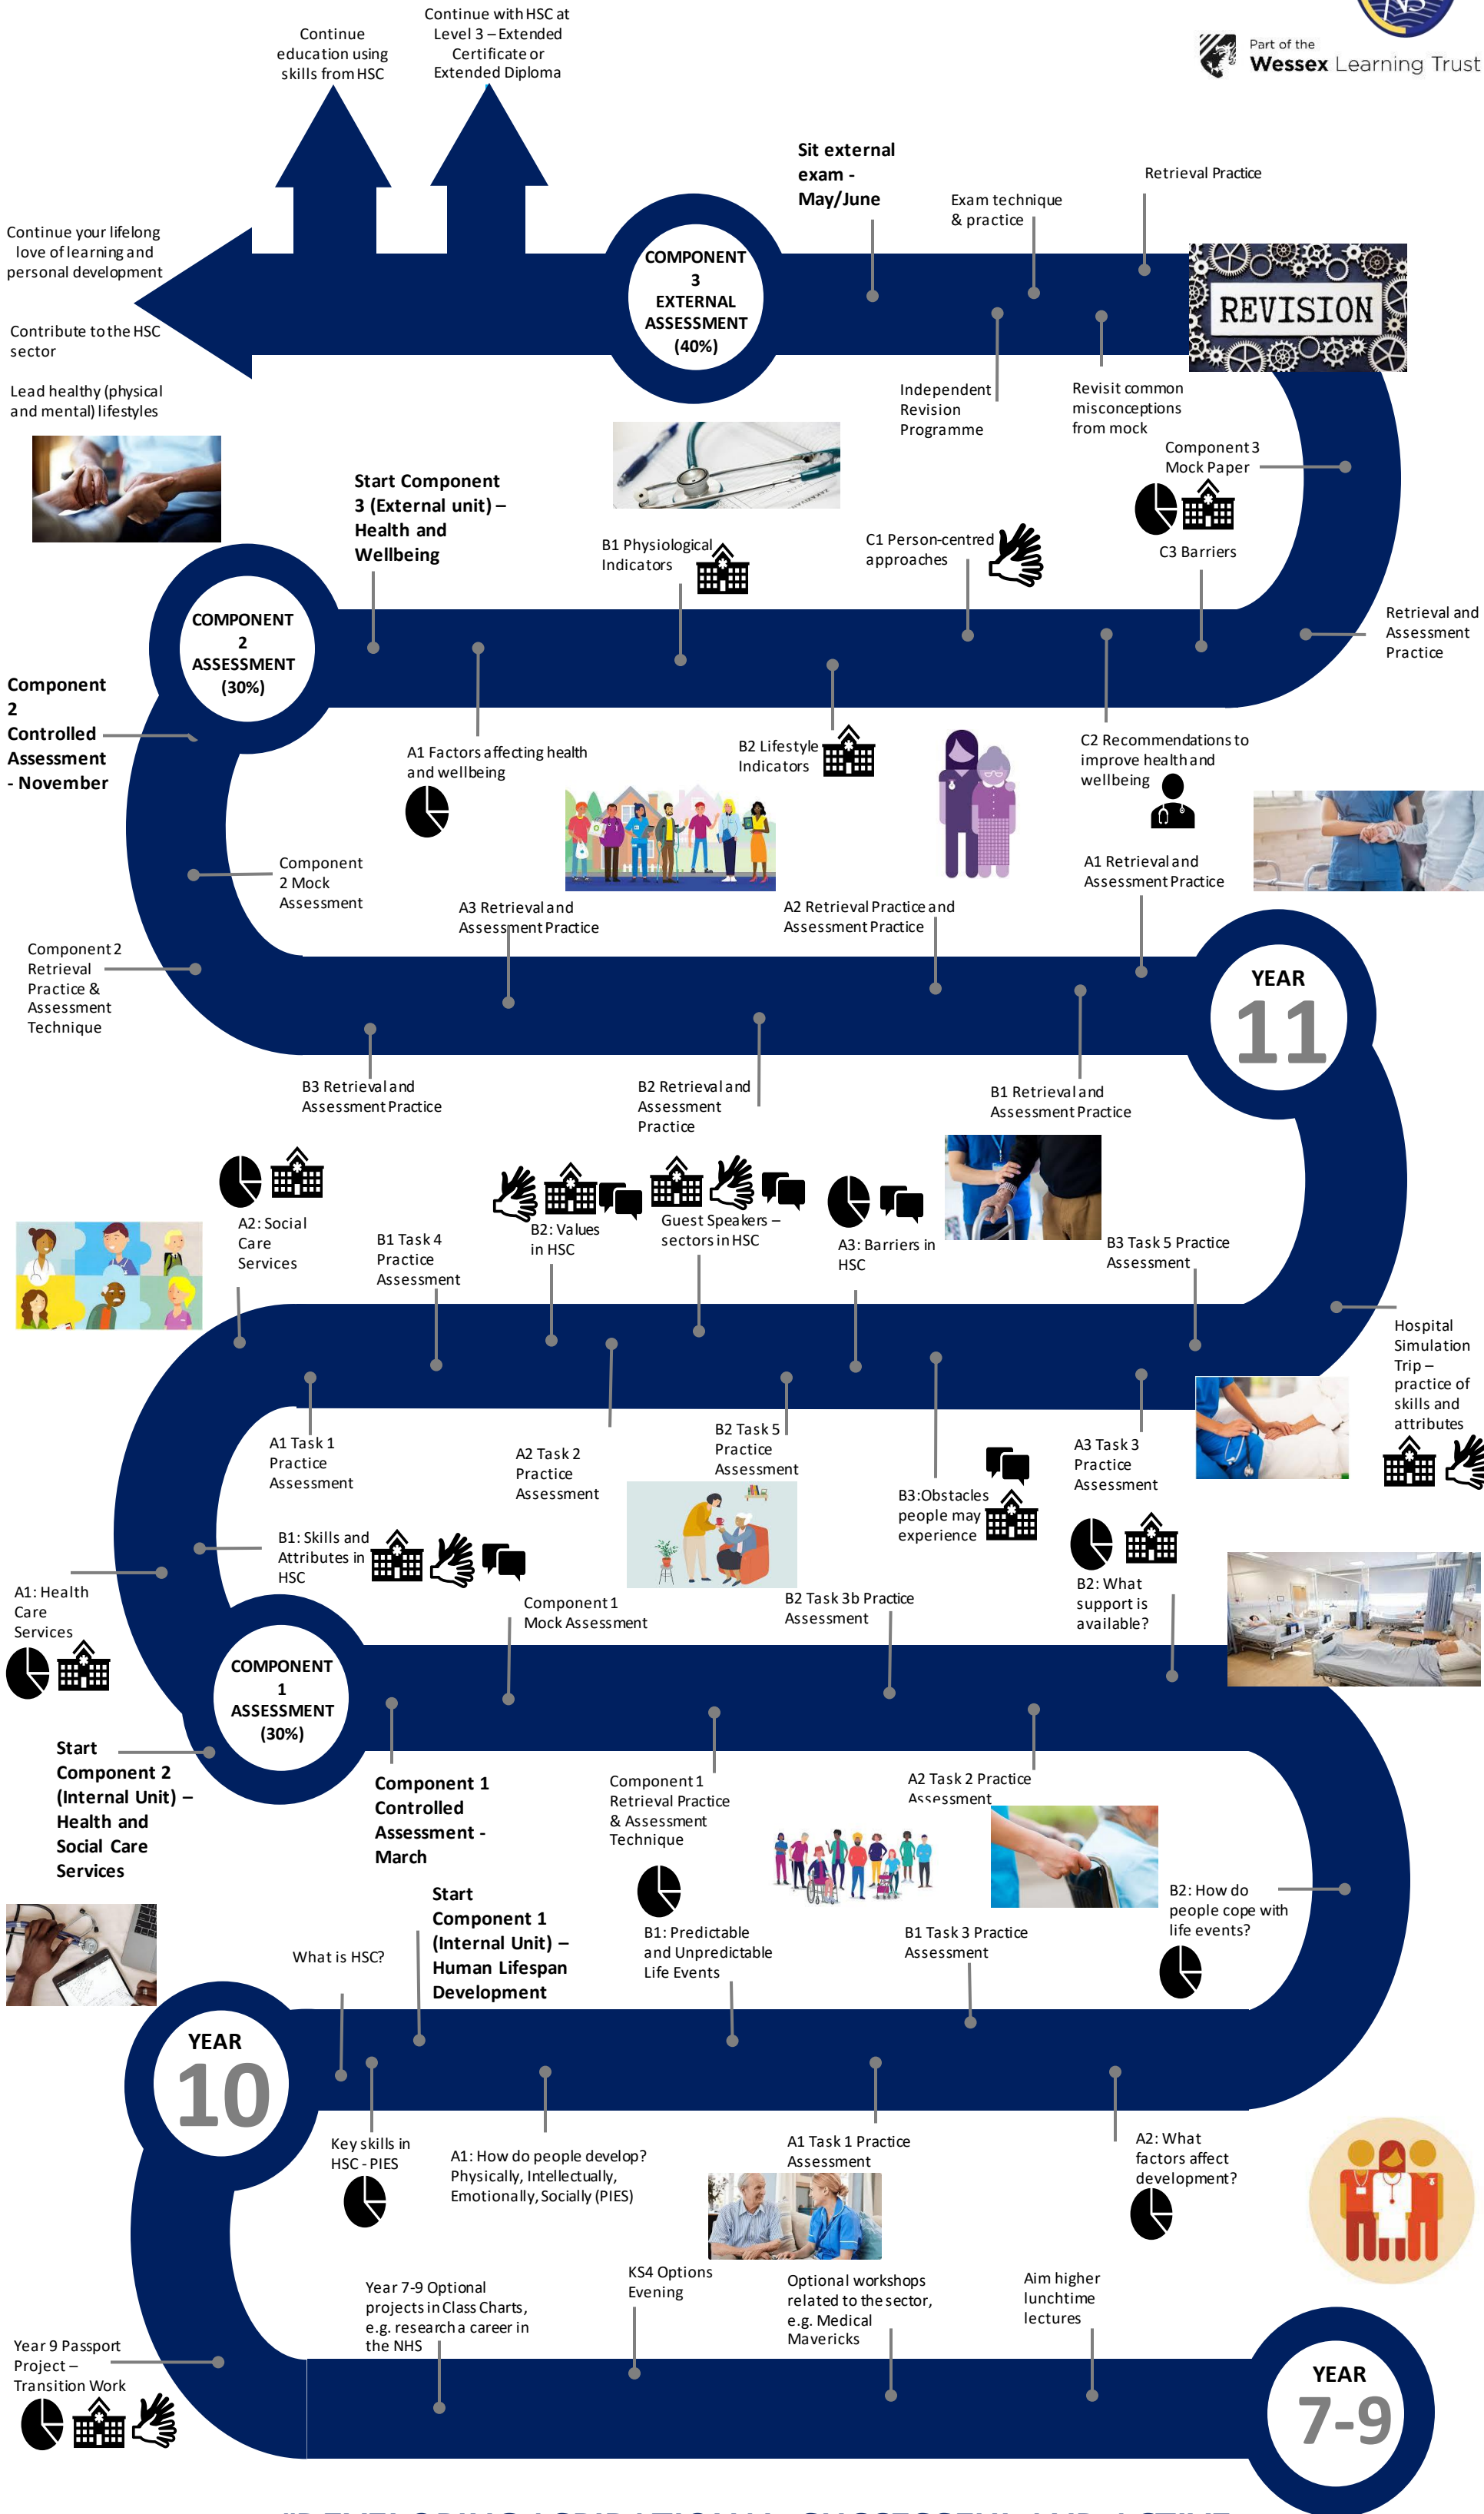 Continue
education using
skills from HSC
Continue with HSC at
Level 3 – Extended
Certificate or
Extended Diploma
Part of the
Wessex Learning Trust
Continue your lifelong
love of learning and
personal development
Contribute to the HSC
sector
Lead healthy (physical
and mental) lifestyles
COMPONENT
3
EXTERNAL
ASSESSMENT
(40%)
Sit external
exam -
May/June
Exam technique
& practice
Retrieval Practice
REVISION
Independent
Revision
Programme
Revisit common
misconceptions
from mock
Component 3
Mock Paper
Start Component
3 (External unit) –
Health and
Wellbeing
B1 Physiological
Indicators
C1 Person-centred
approaches
C3 Barriers
Retrieval and
Assessment
Practice
COMPONENT
2
ASSESSMENT
(30%)
Component
2
Controlled
Assessment
- November
A1 Factors affecting health
and wellbeing
B2 Lifestyle
Indicators
C2 Recommendations to
improve health and
wellbeing
Component
2 Mock
Assessment
A3 Retrieval and
Assessment Practice
A2 Retrieval Practice and
Assessment Practice
A1 Retrieval and
Assessment Practice
Component 2
Retrieval
Practice &
Assessment
Technique
YEAR
11
B3 Retrieval and
Assessment Practice
B2 Retrieval and
Assessment
Practice
B1 Retrieval and
Assessment Practice
A2: Social
Care
Services
B1 Task 4
Practice
Assessment
B2: Values
in HSC
Guest Speakers –
sectors in HSC
A3: Barriers in
HSC
B3 Task 5 Practice
Assessment
Hospital
Simulation
Trip –
practice of
skills and
attributes
A1 Task 1
Practice
Assessment
A2 Task 2
Practice
Assessment
B2 Task 5
Practice
Assessment
B3:Obstacles
people may
experience
A3 Task 3
Practice
Assessment
B1: Skills and
Attributes in
HSC
A1: Health
Care
Services
Component 1
Mock Assessment
B2 Task 3b Practice
Assessment
B2: What
support is
available?
COMPONENT
1
ASSESSMENT
(30%)
Start
Component 2
(Internal Unit) –
Health and
Social Care
Services
Component 1
Controlled
Assessment -
March
Component 1
Retrieval Practice
& Assessment
Technique
A2 Task 2 Practice
Assessment
B2: How do
people cope with
life events?
What is HSC?
Start
Component 1
(Internal Unit) –
Human Lifespan
Development
B1: Predictable
and Unpredictable
Life Events
B1 Task 3 Practice
Assessment
YEAR
10
Key skills in
HSC - PIES
A1: How do people develop?
Physically, Intellectually,
Emotionally, Socially (PIES)
A1 Task 1 Practice
Assessment
A2: What
factors affect
development?
Year 9 Passport
Project –
Transition Work
Year 7-9 Optional
projects in Class Charts,
e.g. research a career in
the NHS
KS4 Options
Evening
Optional workshops
related to the sector,
e.g. Medical
Mavericks
Aim higher
lunchtime
lectures
YEAR
7-9